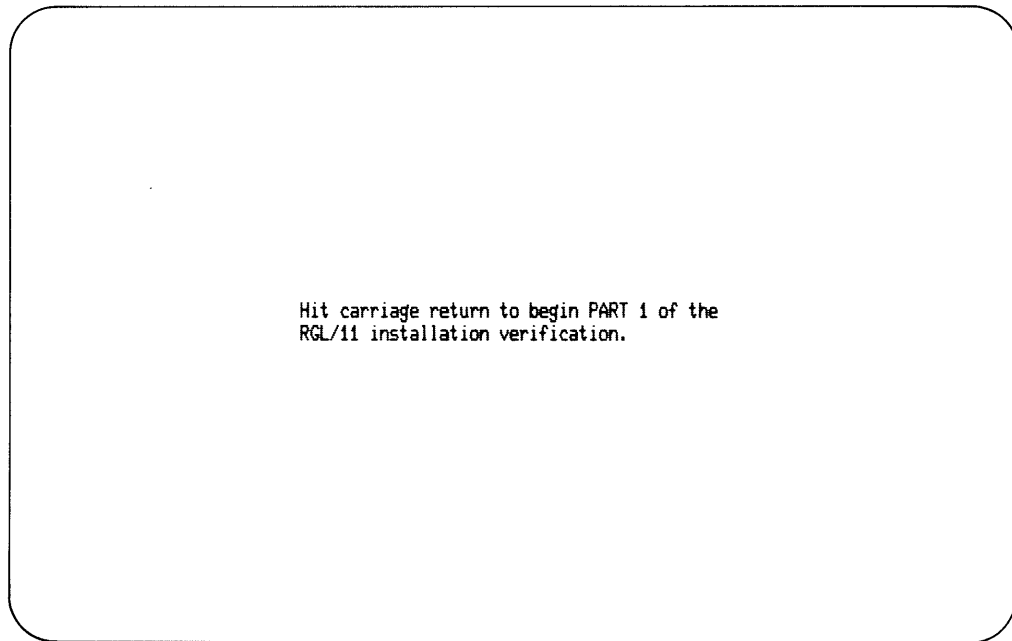 Hit carriage return to begin PART 1 of the
RGL/11 installation verification.